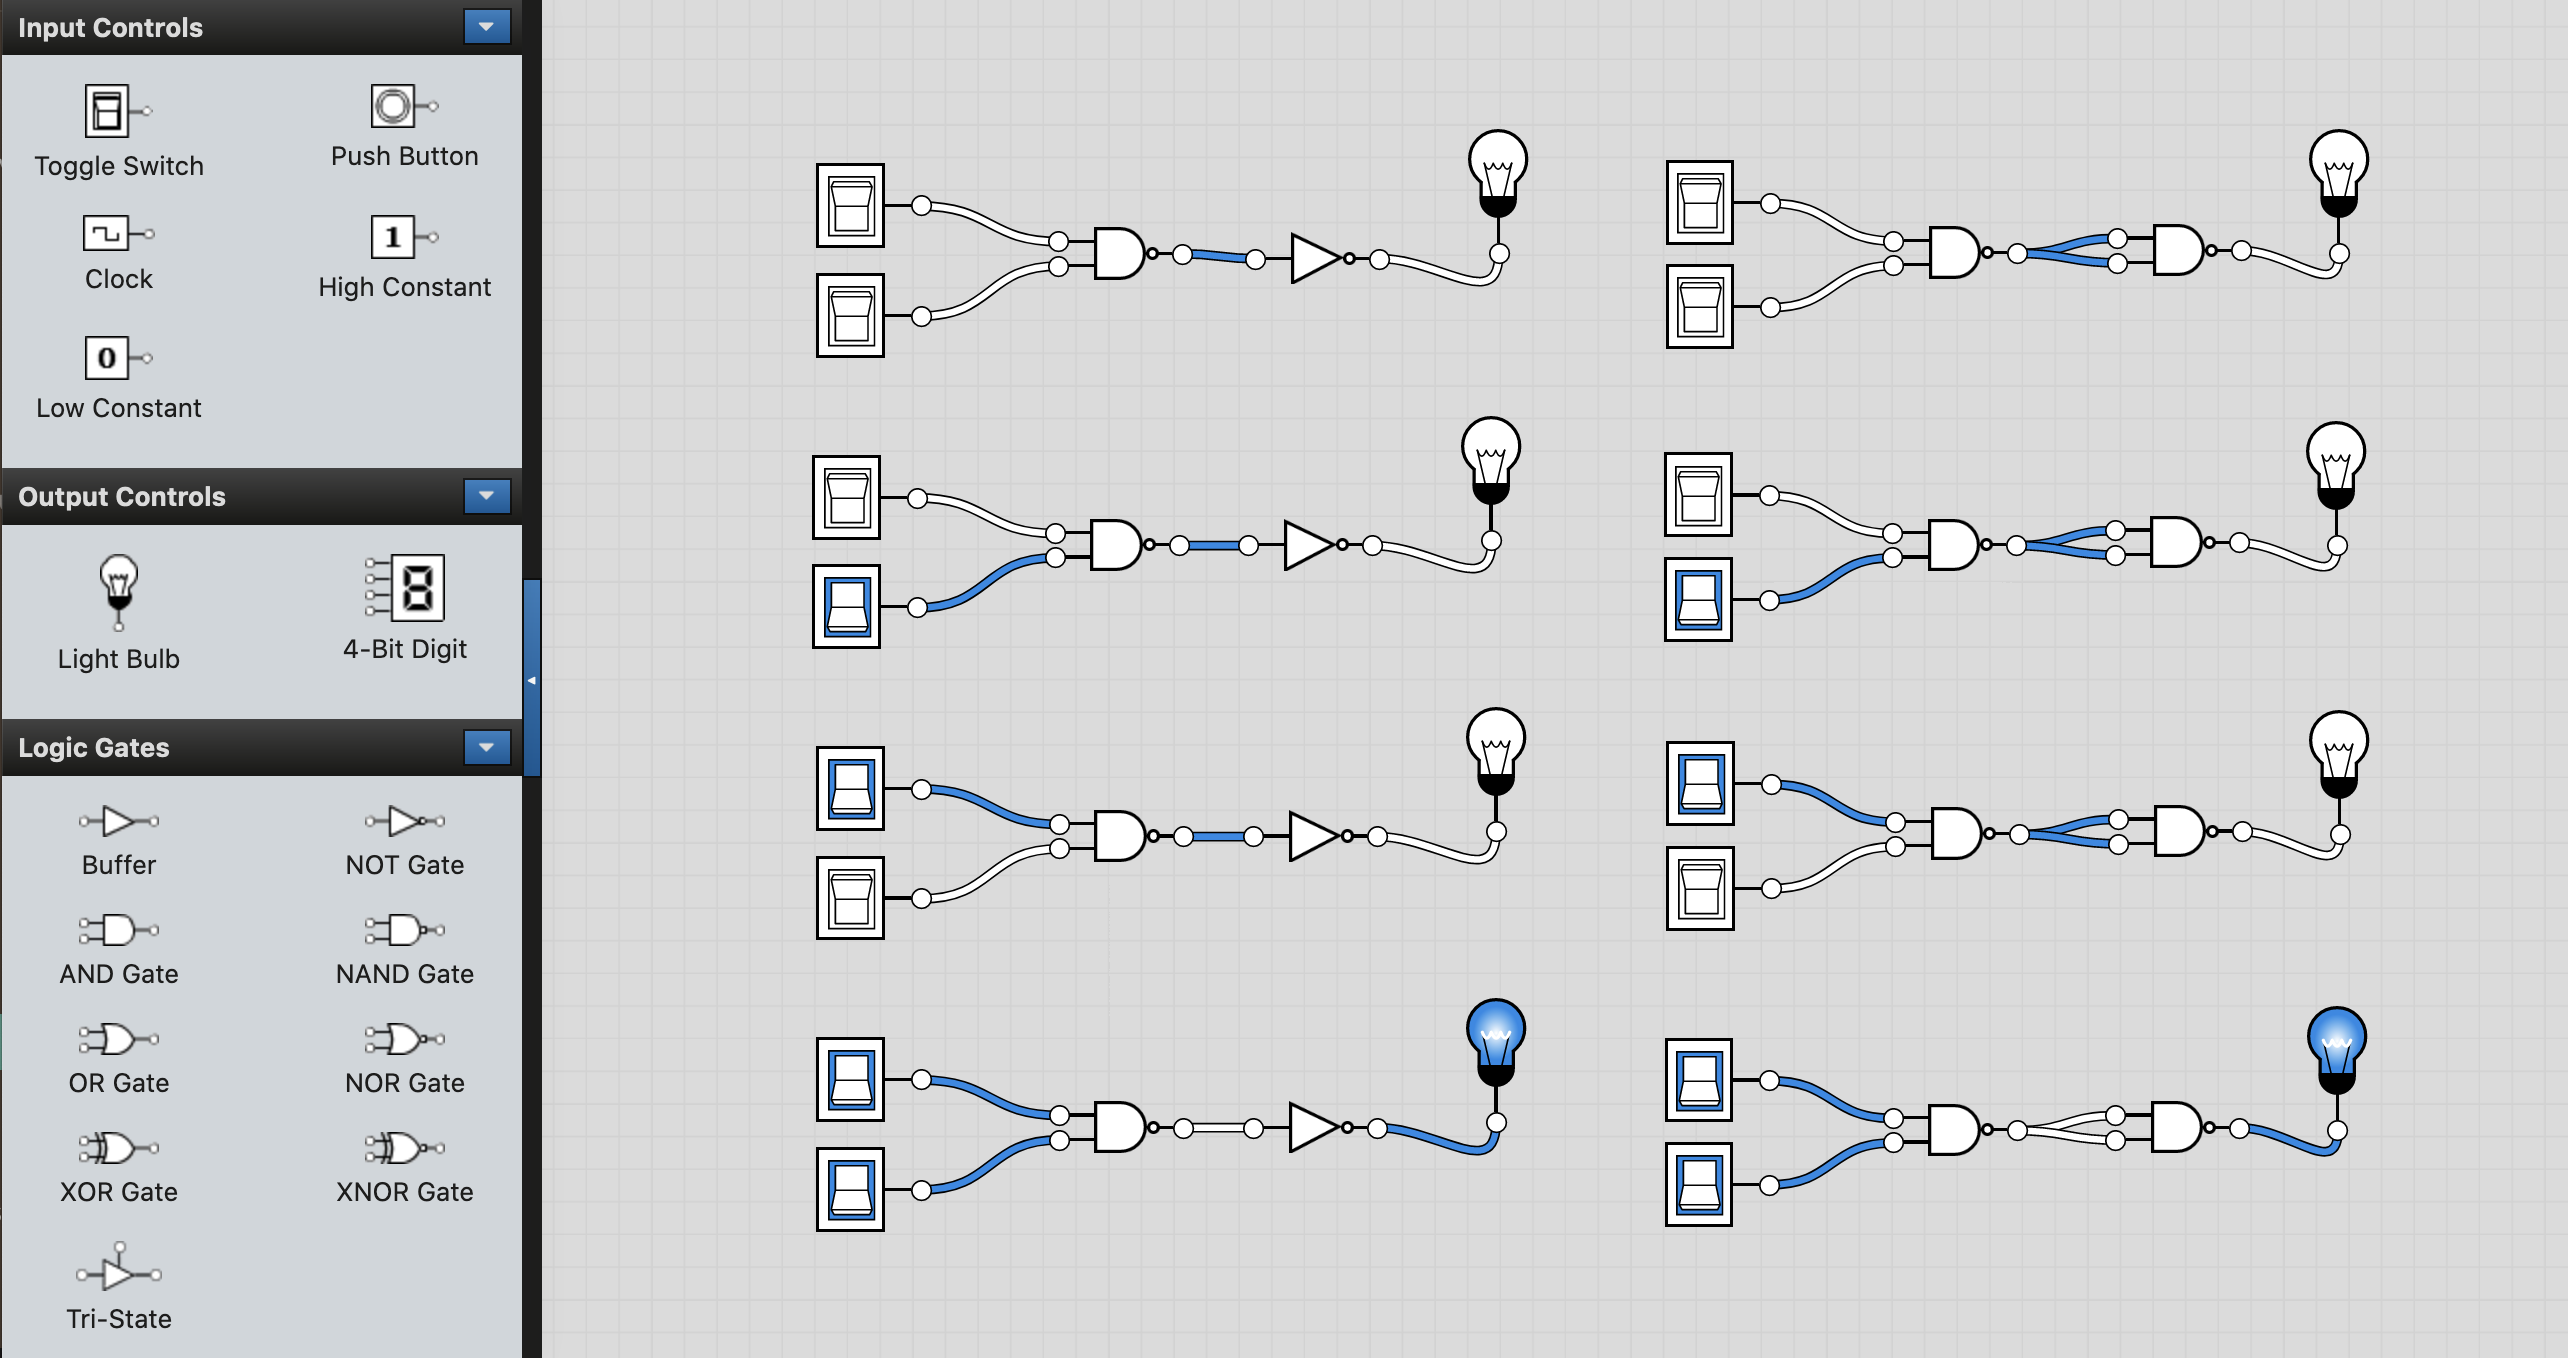 Input Controls
Toggle Switch
Push Button
Clock
1
High Constant
0
Low Constant
Output Controls
Light Bulb
8
4-Bit Digit
Logic Gates
Buffer
NOT Gate
AND Gate
NAND Gate
OR Gate
NOR Gate
XOR Gate
XNOR Gate
Tri-State